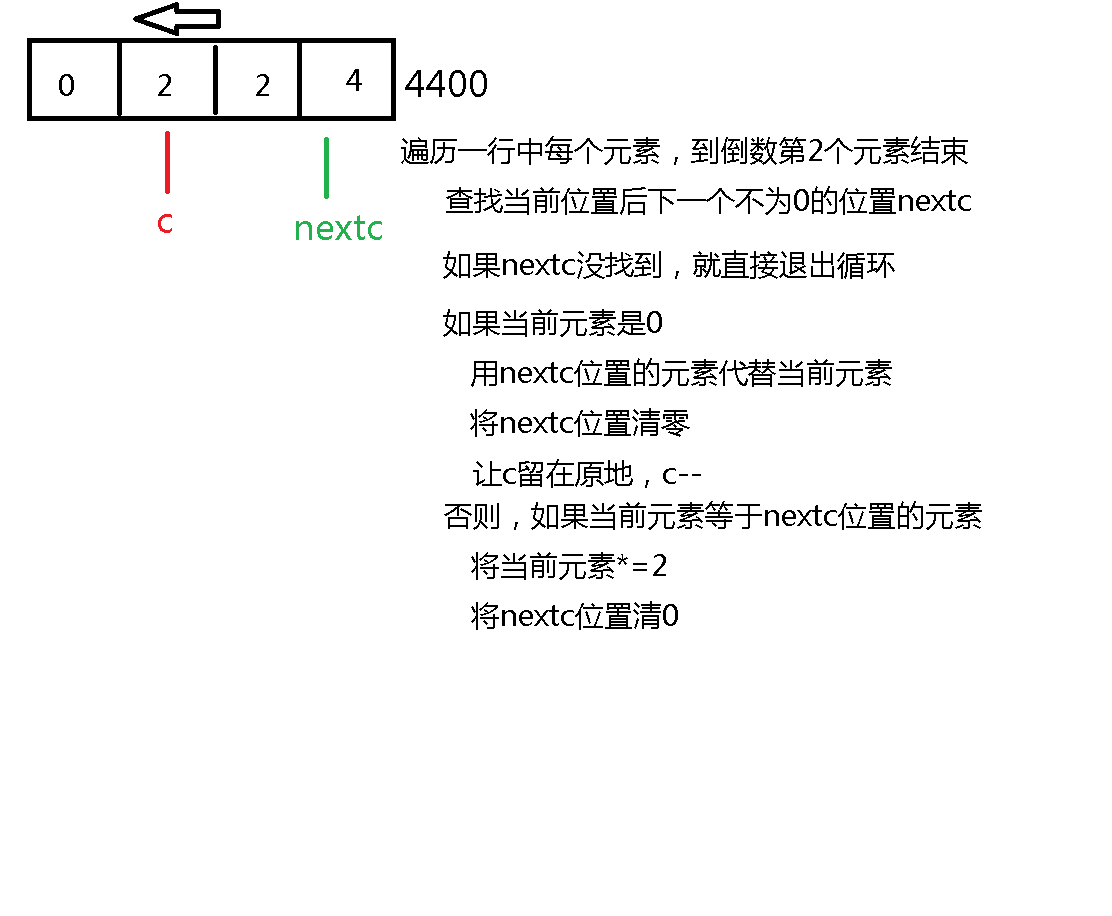 0 2 2 4 4400
遍历一行中每个元素，到倒数第2个元素结束
查找当前位置后下一个不为0的位置nextc
c nextc
如果nextc没找到，就直接退出循环
如果当前元素是0
用nextc位置的元素代替当前元素
将nextc位置清零
让c留在原地，c--
否则，如果当前元素等于nextc位置的元素
将当前元素*=2
将nextc位置清0